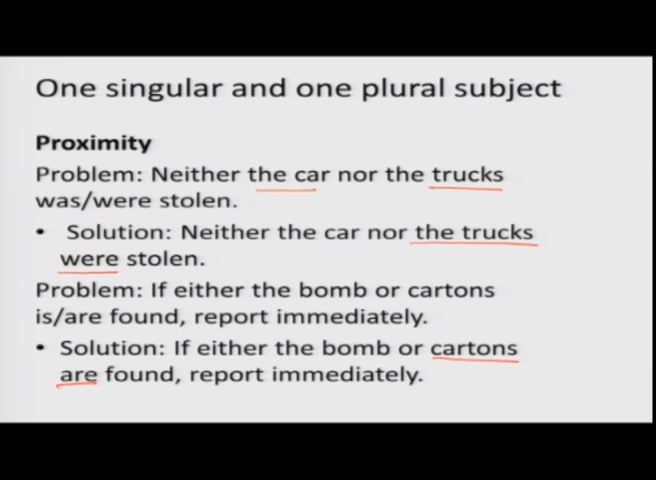 One singular and one plural subject
Proximity
Problem: Neither the car nor the trucks
was/were stolen.
• Solution: Neither the car nor the trucks
were stolen.
Problem: If either the bomb or cartons
is/are found, report immediately.
• Solution: If either the bomb or cartons
are found, report immediately.